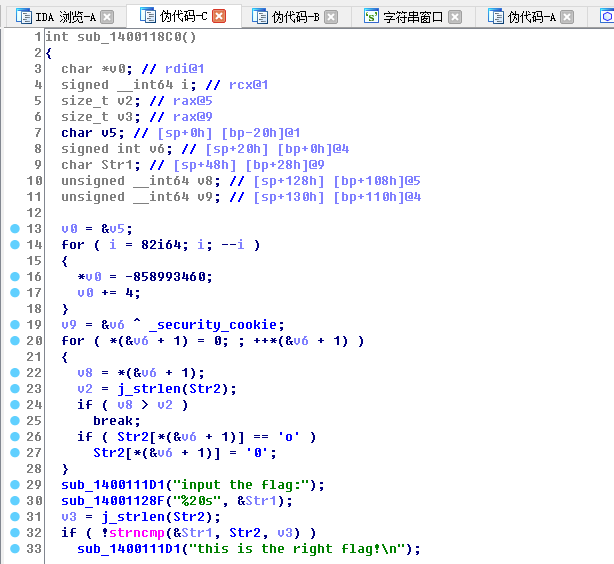 IDA 浏览-A 伪代码-C 伪代码-B 字符串窗口 伪代码-A
1 int sub_1400118C0()
2 {
3 char *v0; // rdi@1
4 signed __int64 i; // rcx@1
5 size_t v2; // rax@5
6 size_t v3; // rax@9
7 char v5; // [sp+0h] [bp-20h]@1
8 signed int v6; // [sp+20h] [bp+0h]@4
9 char Str1; // [sp+48h] [bp+28h]@9
10 unsigned __int64 v8; // [sp+128h] [bp+108h]@5
11 unsigned __int64 v9; // [sp+130h] [bp+110h]@4
12
13 v0 = &v5;
14 for ( i = 82i64; i; --i )
15 {
16 *v0 = -858993460;
17 v0 += 4;
18 }
19 v9 = &v6 ^ _security_cookie;
20 for ( *(&v6 + 1) = 0; ; ++*(&v6 + 1) )
21 {
22 v8 = *(&v6 + 1);
23 v2 = j_strlen(Str2);
24 if ( v8 > v2 )
25 break;
26 if ( Str2[*(&v6 + 1)] == 'o' )
27 Str2[*(&v6 + 1)] = '0';
28 }
29 sub_1400111D1("input the flag:");
30 sub_14001128F("%20s", &Str1);
31 v3 = j_strlen(Str2);
32 if ( !strncmp(&Str1, Str2, v3) )
33 sub_1400111D1("this is the right flag!\n");